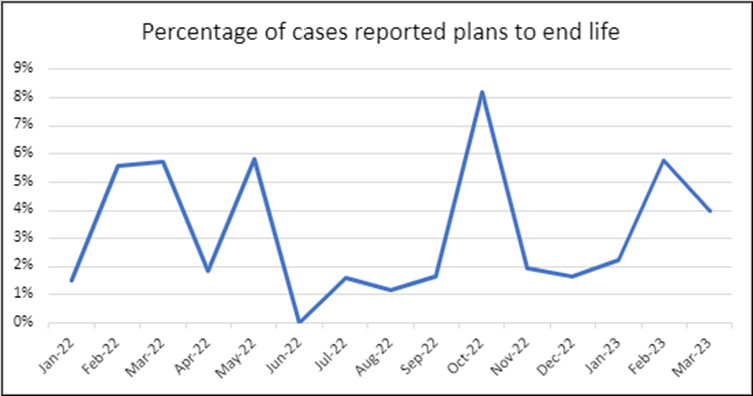 Percentage of cases reported plans to end life
9%
8%
7%
6%
5%
4%
3%
2%
1%
0%
Jan-22
Feb-22
Mar-22
Apr-22
May-22
Jun-22
Jul-22
Aug-22
Sep-22
Oct-22
Nov-22
Dec-22
Jan-23
Feb-23
Mar-23